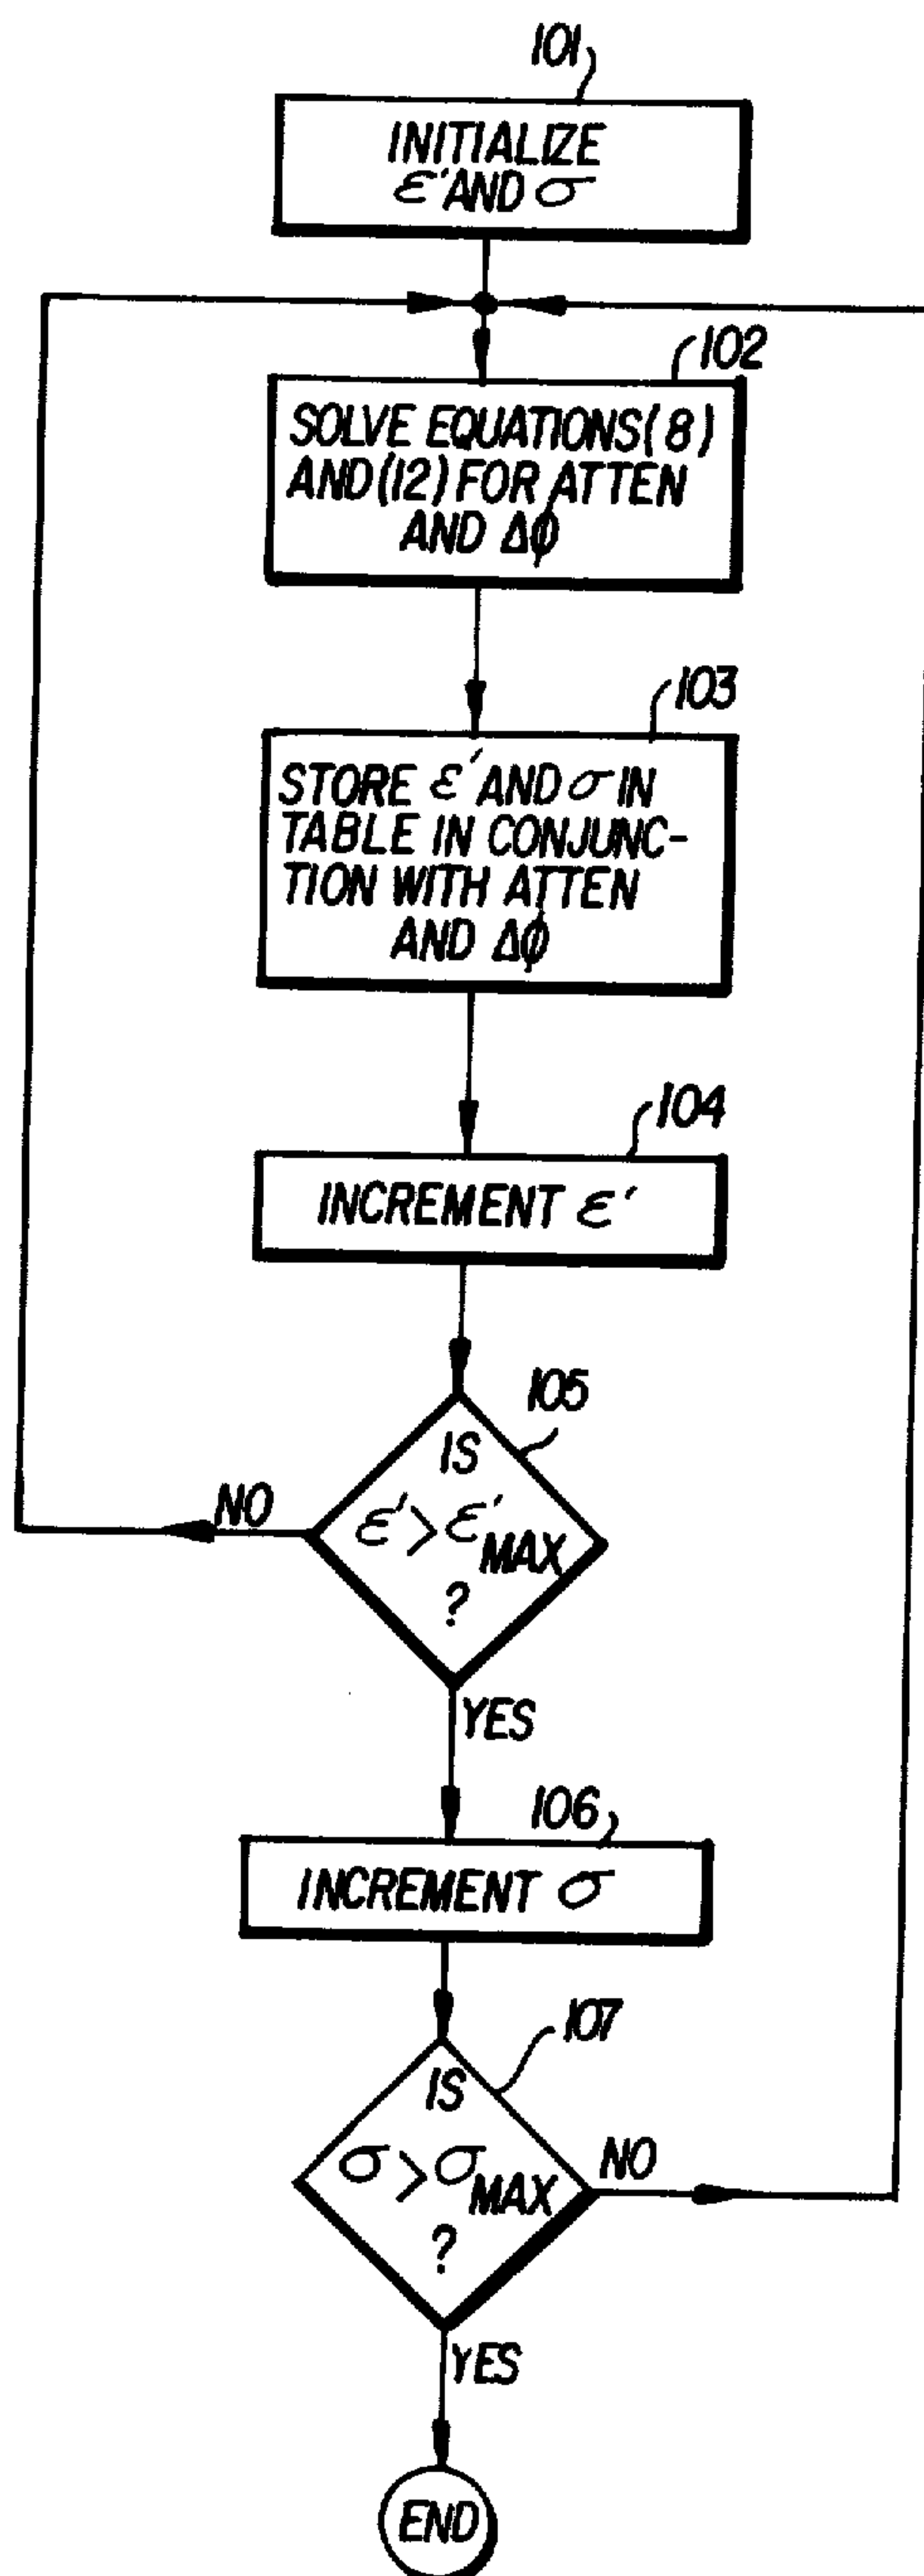 101
INITIALIZE
ε' AND σ
102
SOLVE EQUATIONS (8)
AND (12) FOR ATTEN
AND Δϕ
103
STORE ε' AND σ IN
TABLE IN CONJUNC-
TION WITH ATTEN
AND Δϕ
104
INCREMENT ε'
105
IS
ε' > ε'MAX
?
NO
YES
106
INCREMENT σ
107
IS
σ > σMAX
?
NO
YES
END